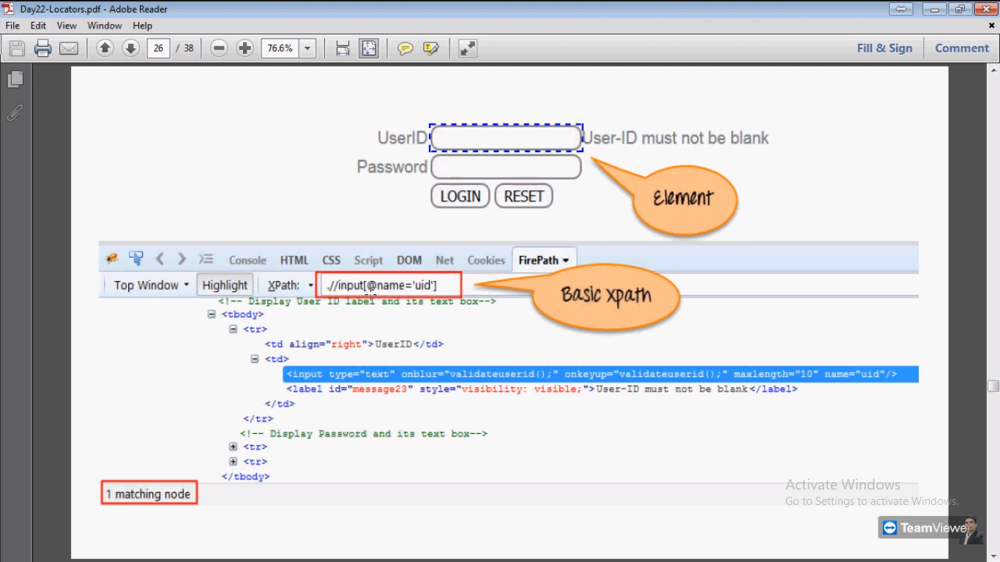 Day22-Locators.pdf - Adobe Reader
File Edit View Window Help
26 / 38 76.6% Fill & Sign Comment
UserID User-ID must not be blank
Password
LOGIN RESET
Element
Console HTML CSS Script DOM Net Cookies FirePath
Top Window Highlight XPath: .//input[@name='uid']
Basic xpath
<!-- Display User ID label and its text box-->
<tbody>
<tr>
<td align="right">UserID</td>
<td>
<input type="text" onblur="validateuserid();" onkeyup="validateuserid();" maxlength="10" name="uid"/>
<label id="message23" style="visibility: visible;">User-ID must not be blank</label>
</td>
</tr>
<!-- Display Password and its text box-->
<tr>
<tr>
</tbody>
1 matching node
Activate Windows
Go to Settings to activate Windows.
TeamViewer